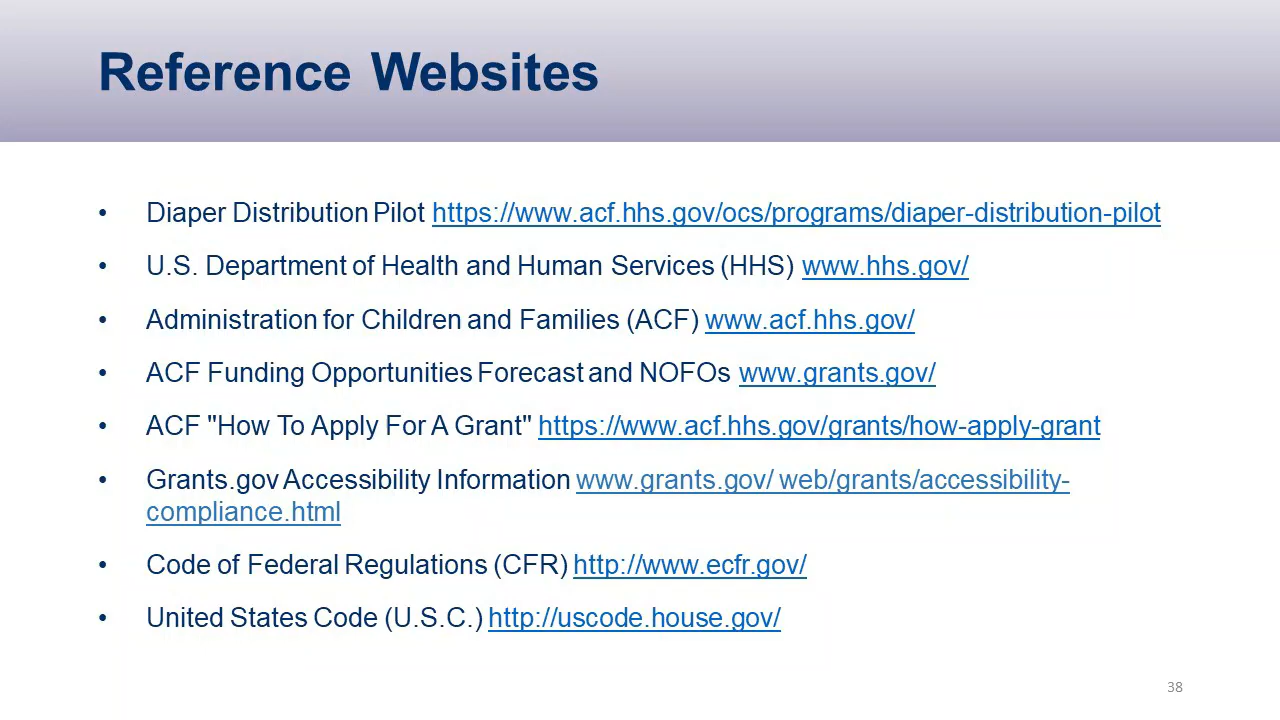 Reference Websites
• Diaper Distribution Pilot https://www.acf.hhs.gov/ocs/programs/diaper-distribution-pilot
• U.S. Department of Health and Human Services (HHS) www.hhs.gov/
• Administration for Children and Families (ACF) www.acf.hhs.gov/
• ACF Funding Opportunities Forecast and NOFOs www.grants.gov/
• ACF "How To Apply For A Grant" https://www.acf.hhs.gov/grants/how-apply-grant
• Grants.gov Accessibility Information www.grants.gov/ web/grants/accessibility-
compliance.html
• Code of Federal Regulations (CFR) http://www.ecfr.gov/
• United States Code (U.S.C.) http://uscode.house.gov/
38